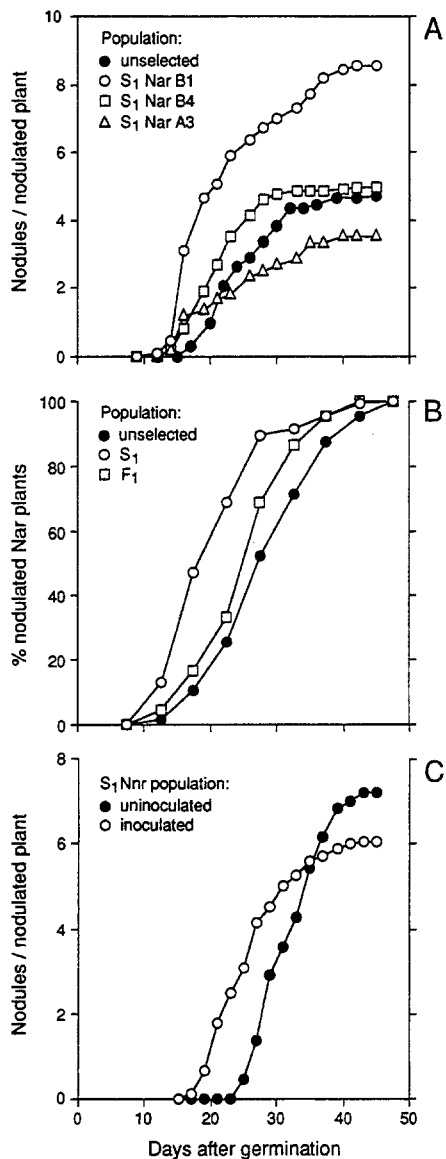 A
Population:
unselected
S1 Nar B1
S1 Nar B4
S1 Nar A3
Nodules / nodulated plant
10
8
6
4
2
0
B
Population:
unselected
S1
F1
% nodulated Nar plants
100
80
60
40
20
0
C
S1 Nnr population:
uninoculated
inoculated
Nodules / nodulated plant
8
6
4
2
0
0 10 20 30 40 50
Days after germination